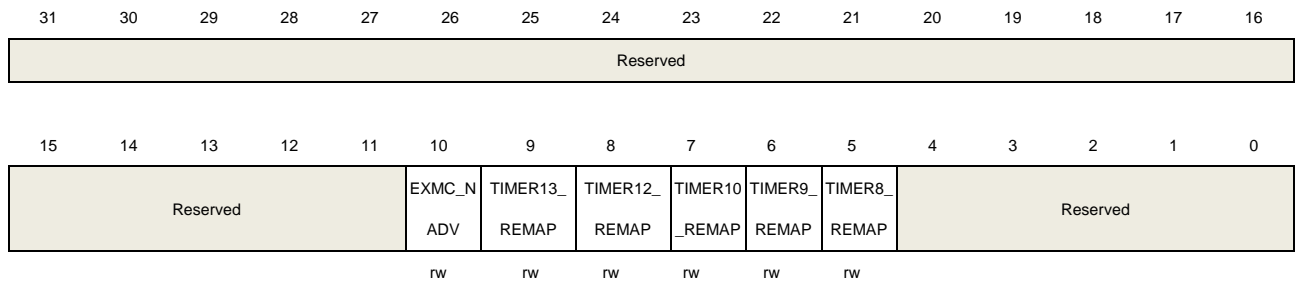 31 30 29 28 27 26 25 24 23 22 21 20 19 18 17 16
Reserved
15 14 13 12 11 10 9 8 7 6 5 4 3 2 1 0
Reserved
EXMC_N
ADV
TIMER13_
REMAP
TIMER12_
REMAP
TIMER10
_REMAP
TIMER9_
REMAP
TIMER8_
REMAP
Reserved
rw rw rw rw rw rw